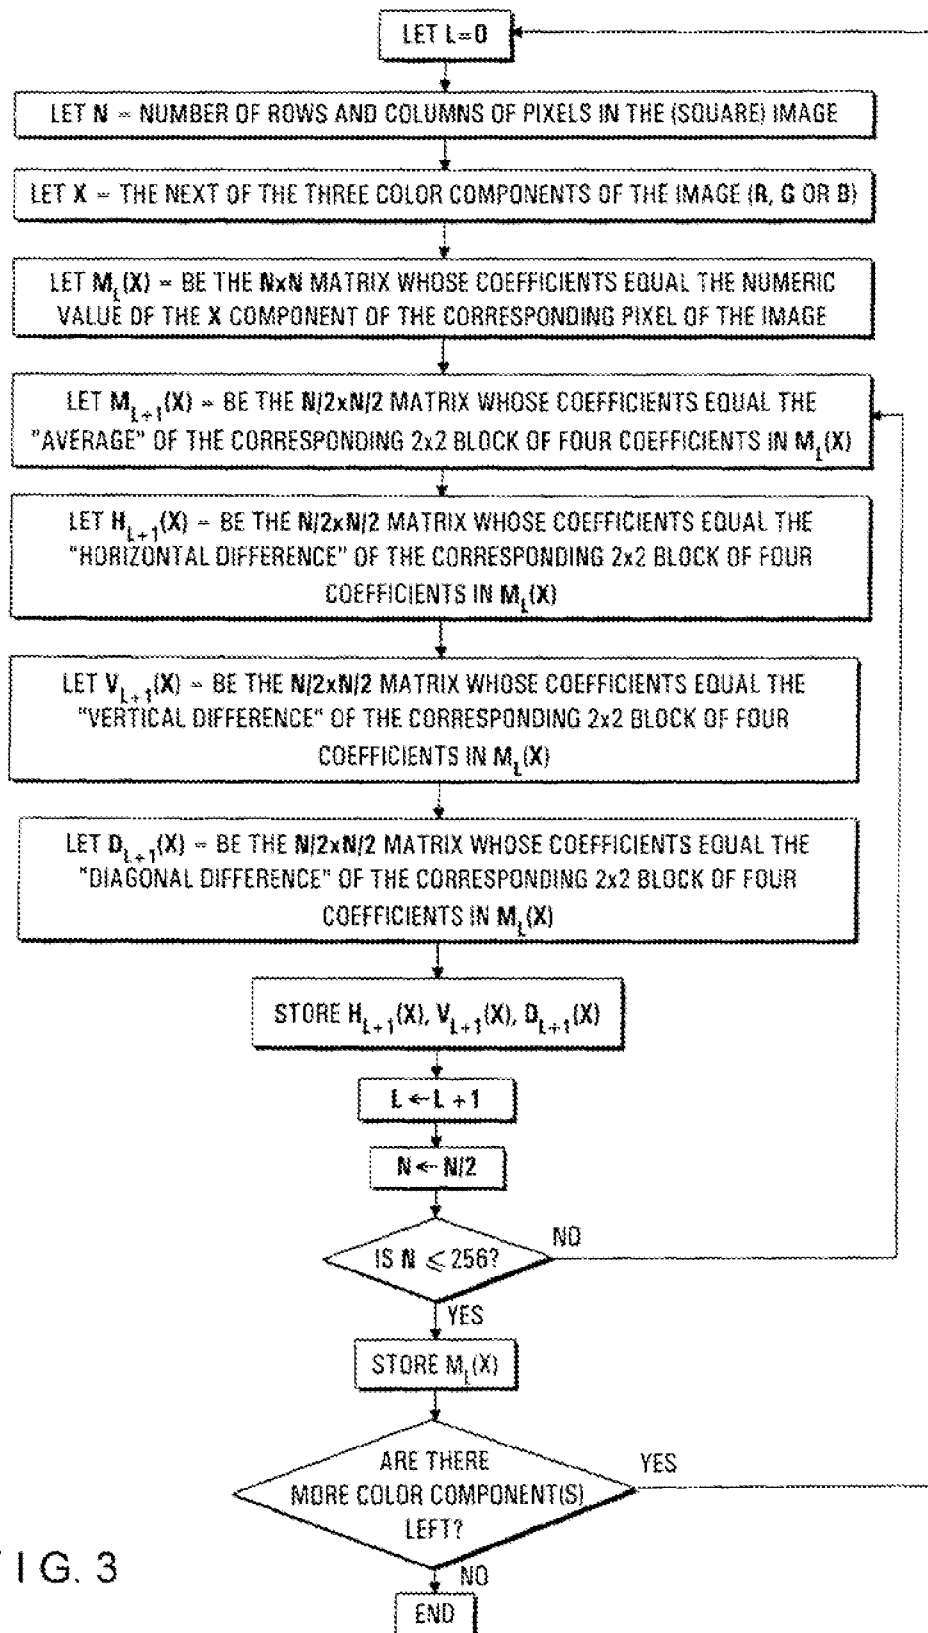 LET L=0
LET N – NUMBER OF ROWS AND COLUMNS OF PIXELS IN THE (SQUARE) IMAGE
LET X – THE NEXT OF THE THREE COLOR COMPONENTS OF THE IMAGE (R, G OR B)
LET M_L(X) – BE THE NxN MATRIX WHOSE COEFFICIENTS EQUAL THE NUMERIC
VALUE OF THE X COMPONENT OF THE CORRESPONDING PIXEL OF THE IMAGE
LET M_L+1(X) – BE THE N/2xN/2 MATRIX WHOSE COEFFICIENTS EQUAL THE
"AVERAGE" OF THE CORRESPONDING 2x2 BLOCK OF FOUR COEFFICIENTS IN M_L(X)
LET H_L+1(X) – BE THE N/2xN/2 MATRIX WHOSE COEFFICIENTS EQUAL THE
"HORIZONTAL DIFFERENCE" OF THE CORRESPONDING 2x2 BLOCK OF FOUR
COEFFICIENTS IN M_L(X)
LET V_L+1(X) – BE THE N/2xN/2 MATRIX WHOSE COEFFICIENTS EQUAL THE
"VERTICAL DIFFERENCE" OF THE CORRESPONDING 2x2 BLOCK OF FOUR
COEFFICIENTS IN M_L(X)
LET D_L+1(X) – BE THE N/2xN/2 MATRIX WHOSE COEFFICIENTS EQUAL THE
"DIAGONAL DIFFERENCE" OF THE CORRESPONDING 2x2 BLOCK OF FOUR
COEFFICIENTS IN M_L(X)
STORE H_L+1(X), V_L+1(X), D_L+1(X)
L ← L + 1
N ← N/2
IS N ⩽ 256?
NO
YES
STORE M_L(X)
ARE THERE
MORE COLOR COMPONENT(S)
LEFT?
YES
NO
END
FIG. 3